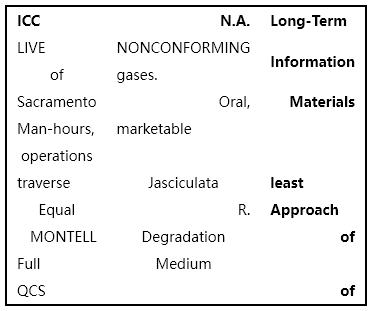 ICC N.A. Long-Term
LIVE NONCONFORMING
Information
of gases.
Sacramento Oral, Materials
Man-hours, marketable
operations
traverse Jasciculata least
Equal R. Approach
MONTELL Degradation of
Full Medium
QCS of